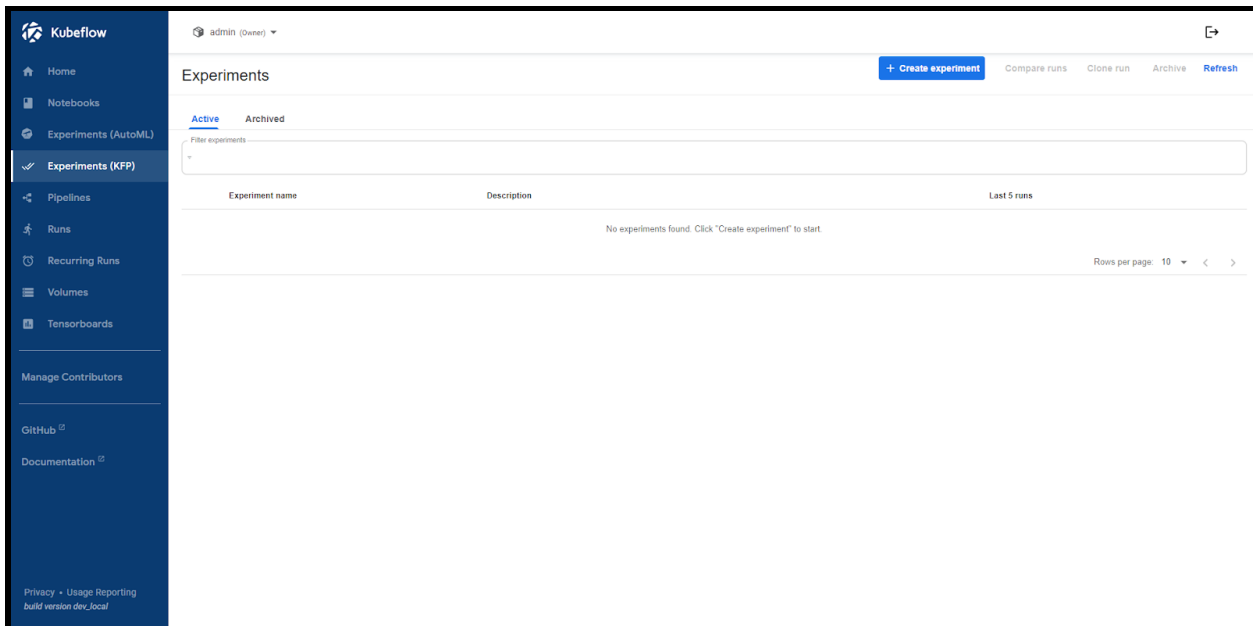 Kubeflow
admin (Owner)
Home
Notebooks
Experiments (AutoML)
Experiments (KFP)
Pipelines
Runs
Recurring Runs
Volumes
Tensorboards
Manage Contributors
GitHub
Documentation
Privacy • Usage Reporting
build version dev_local
Experiments
+ Create experiment
Compare runs
Clone run
Archive
Refresh
Active
Archived
Filter experiments
Experiment name
Description
Last 5 runs
No experiments found. Click "Create experiment" to start.
Rows per page: 10